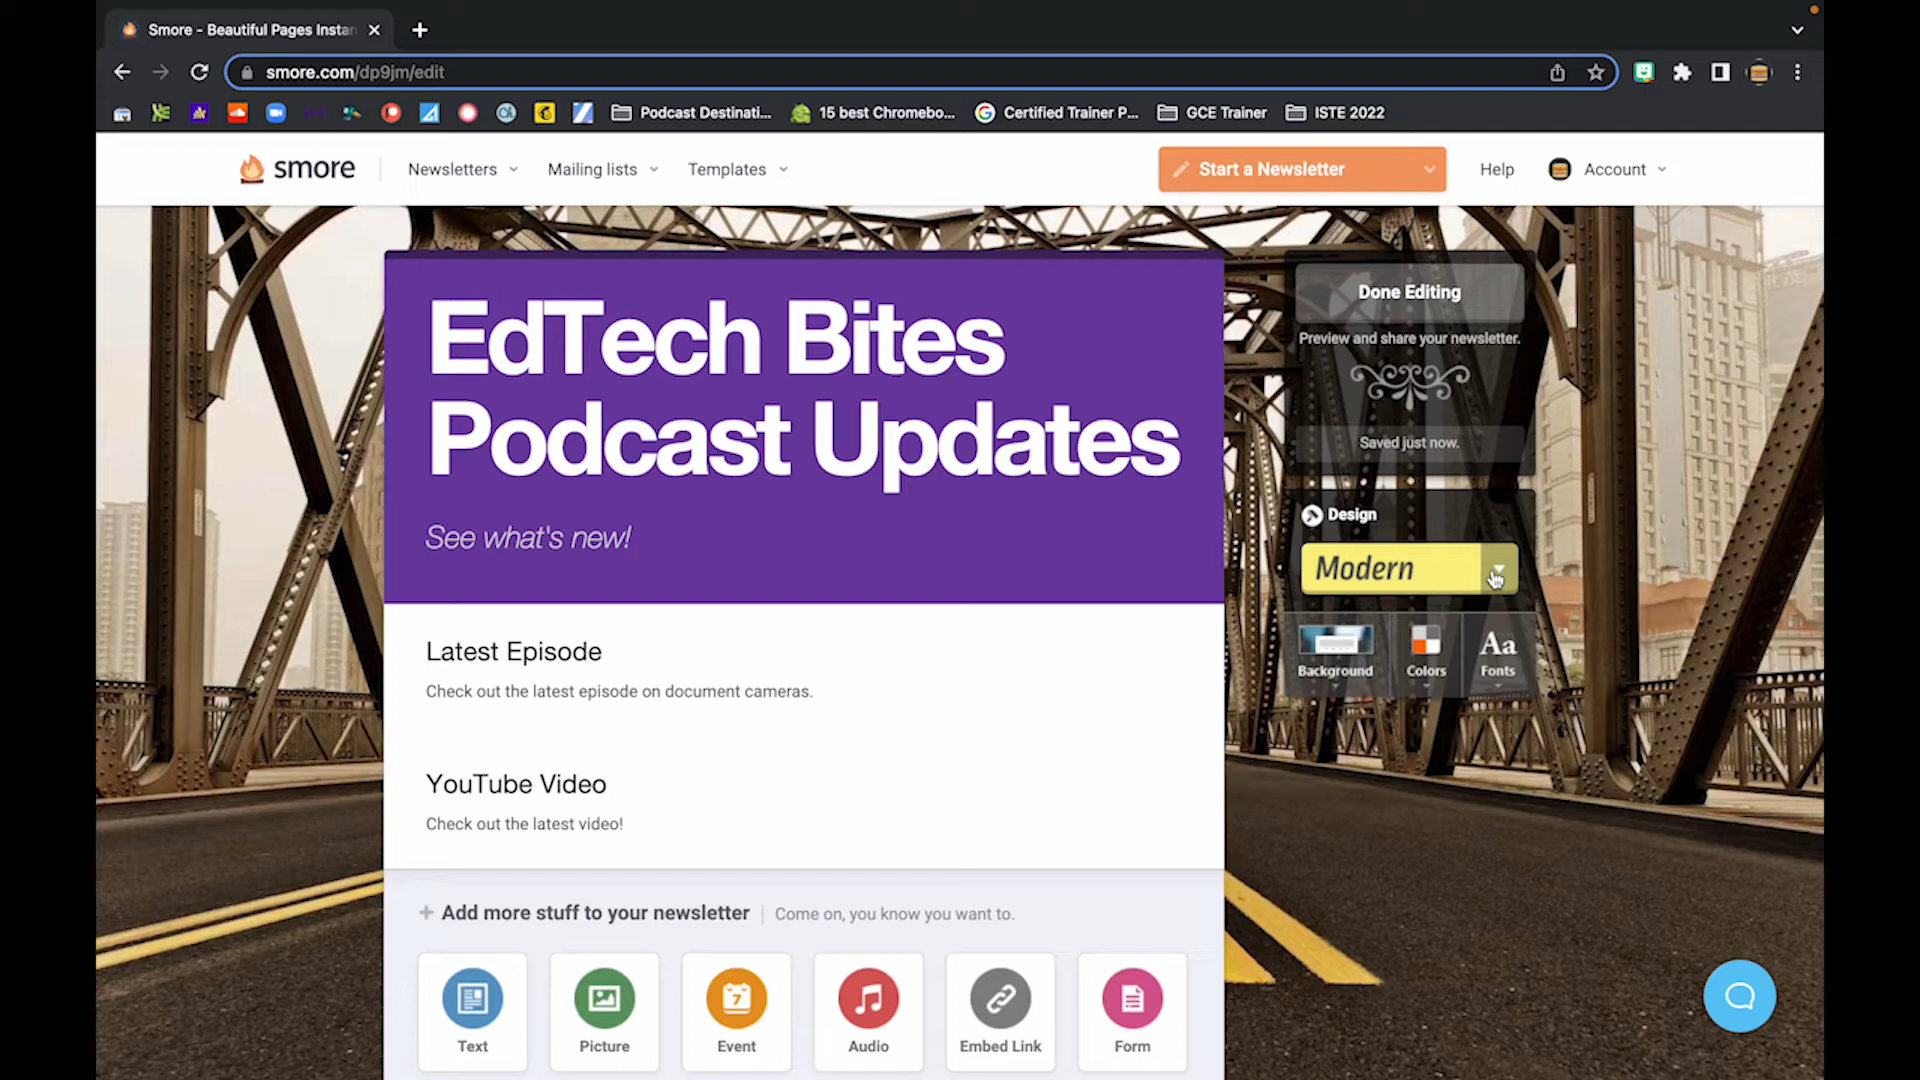 Smore - Beautiful Pages Instan
smore.com/dp9jm/edit
Podcast Destinati...
15 best Chromebo...
Certified Trainer P...
GCE Trainer
ISTE 2022
smore
Newsletters
Mailing lists
Templates
Start a Newsletter
Help
Account
EdTech Bites
Podcast Updates
See what's new!
Done Editing
Preview and share your newsletter.
Saved just now.
Design
Modern
Background
Colors
Aa
Fonts
Latest Episode
Check out the latest episode on document cameras.
YouTube Video
Check out the latest video!
+ Add more stuff to your newsletter
Come on, you know you want to.
7
Text
Picture
Event
Audio
Embed Link
Form